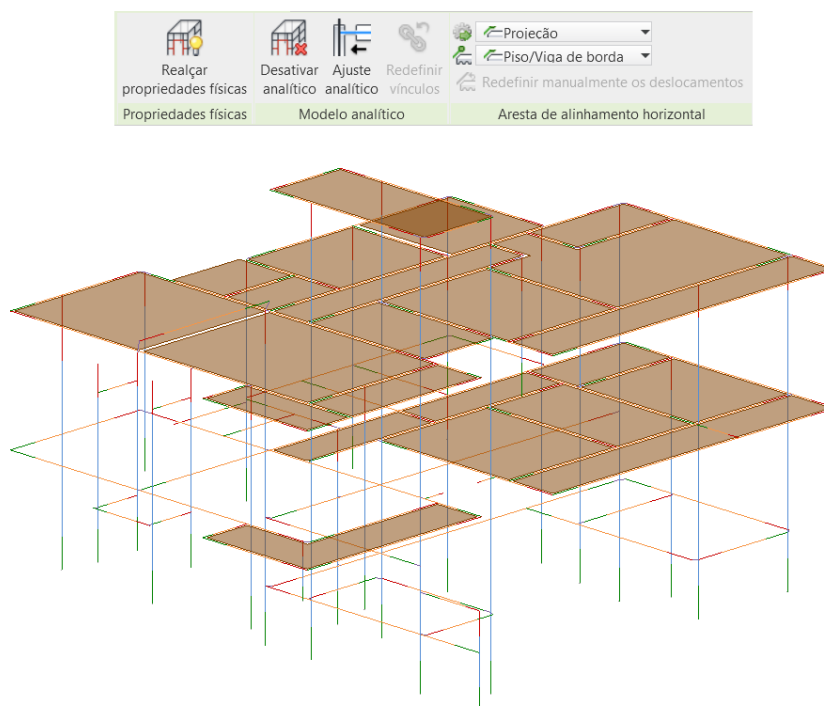 Realçar
propriedades físicas
Propriedades físicas
Desativar
analítico
Ajuste
analítico
Redefinir
vínculos
Modelo analítico
Projeção
Piso/Viga de borda
Redefinir manualmente os deslocamentos
Aresta de alinhamento horizontal